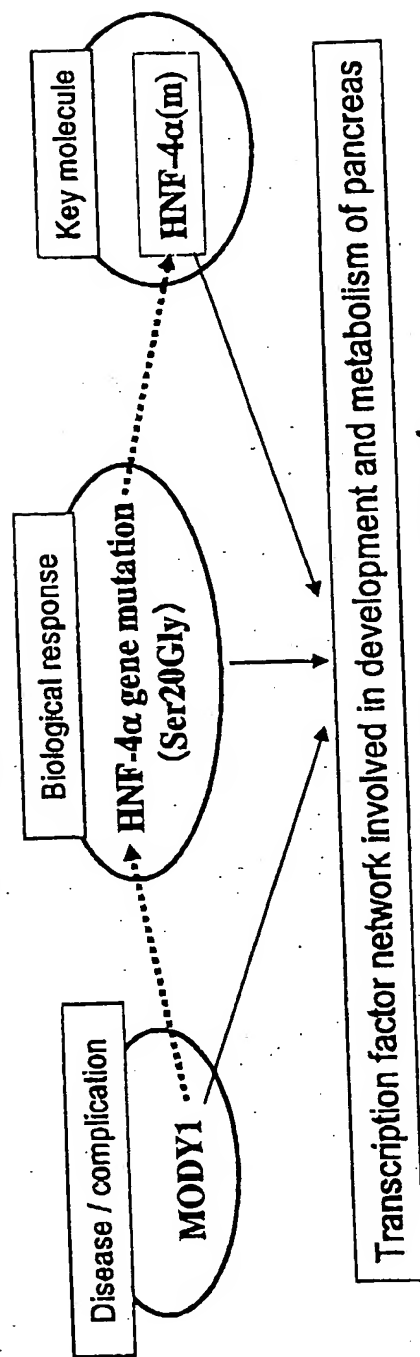 Disease / complication
MODY1
Biological response
HNF-4α gene mutation
(Ser20Gly)
Key molecule
HNF-4α(m)
Transcription factor network involved in development and metabolism of pancreas